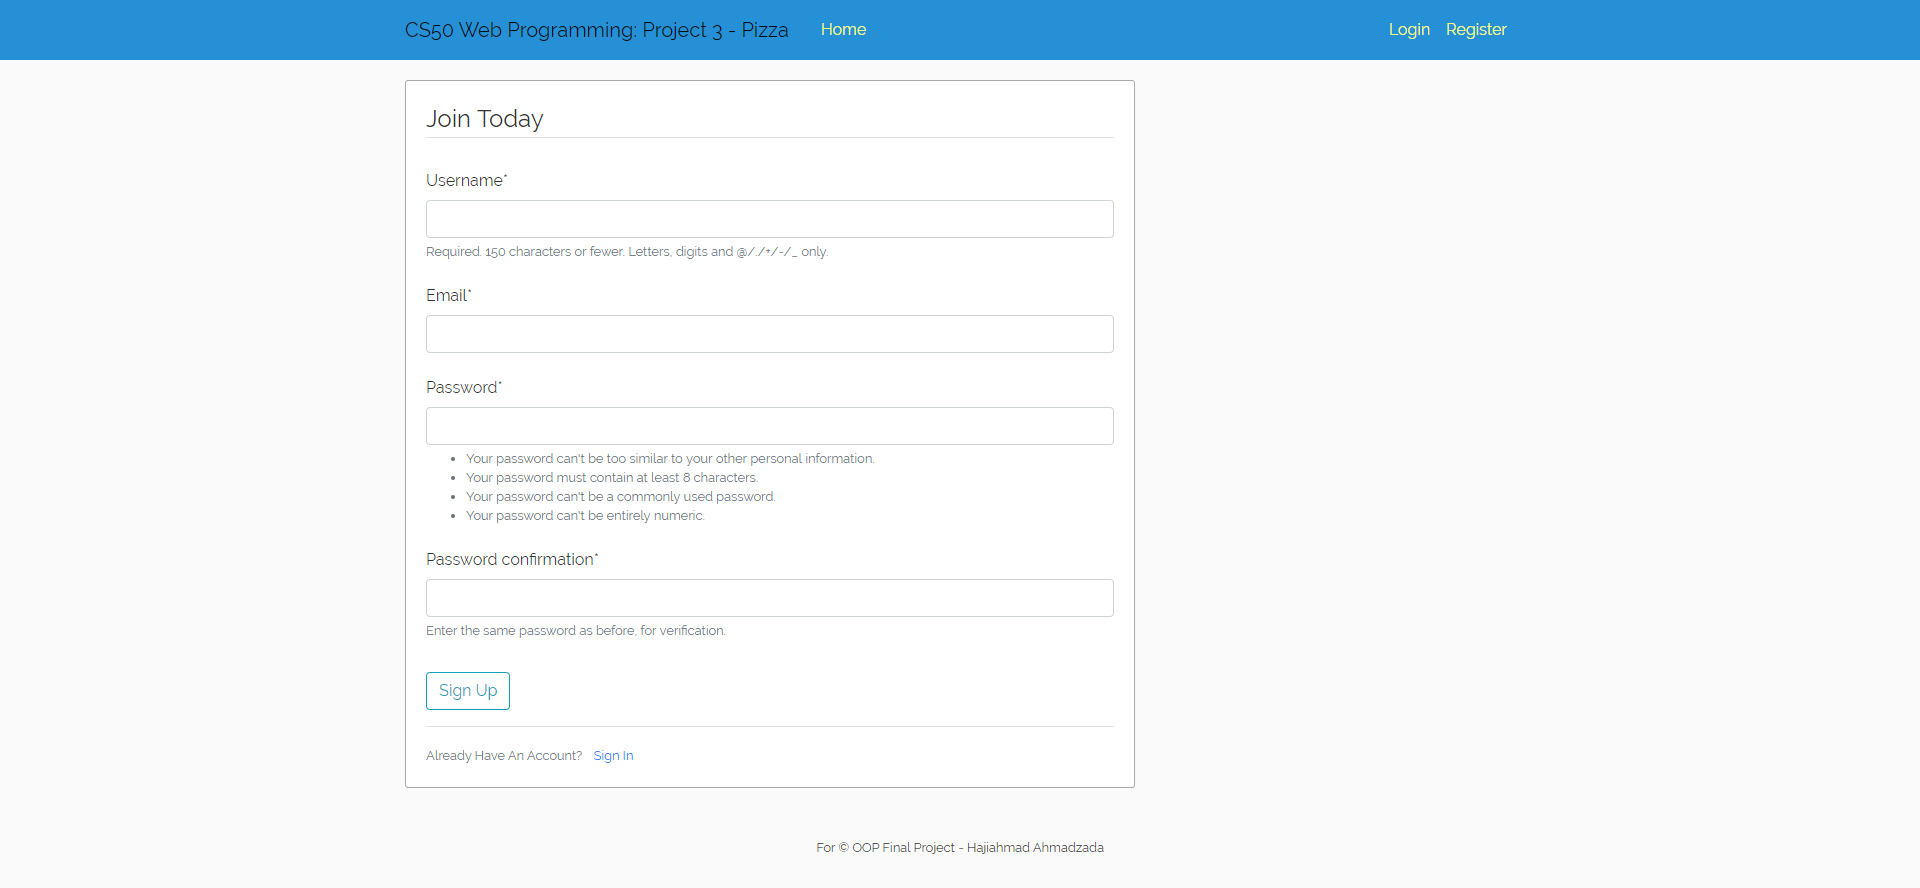 CS50 Web Programming: Project 3 - Pizza Home Login Register
Join Today
Username*
Required. 150 characters or fewer. Letters, digits and @/./+/-/_ only.
Email*
Password*
Your password can't be too similar to your other personal information.
Your password must contain at least 8 characters.
Your password can't be a commonly used password.
Your password can't be entirely numeric.
Password confirmation*
Enter the same password as before, for verification.
Sign Up
Already Have An Account? Sign In
For © OOP Final Project - Hajiahmad Ahmadzada